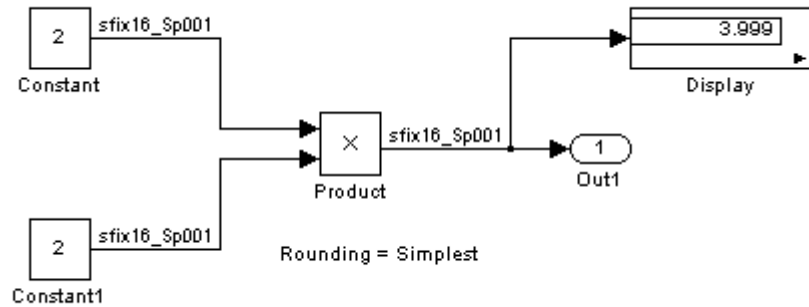 2
sfix16_Sp001
Constant
3.999
Display
×
sfix16_Sp001
Product
1
Out1
2
sfix16_Sp001
Constant1
Rounding = Simplest